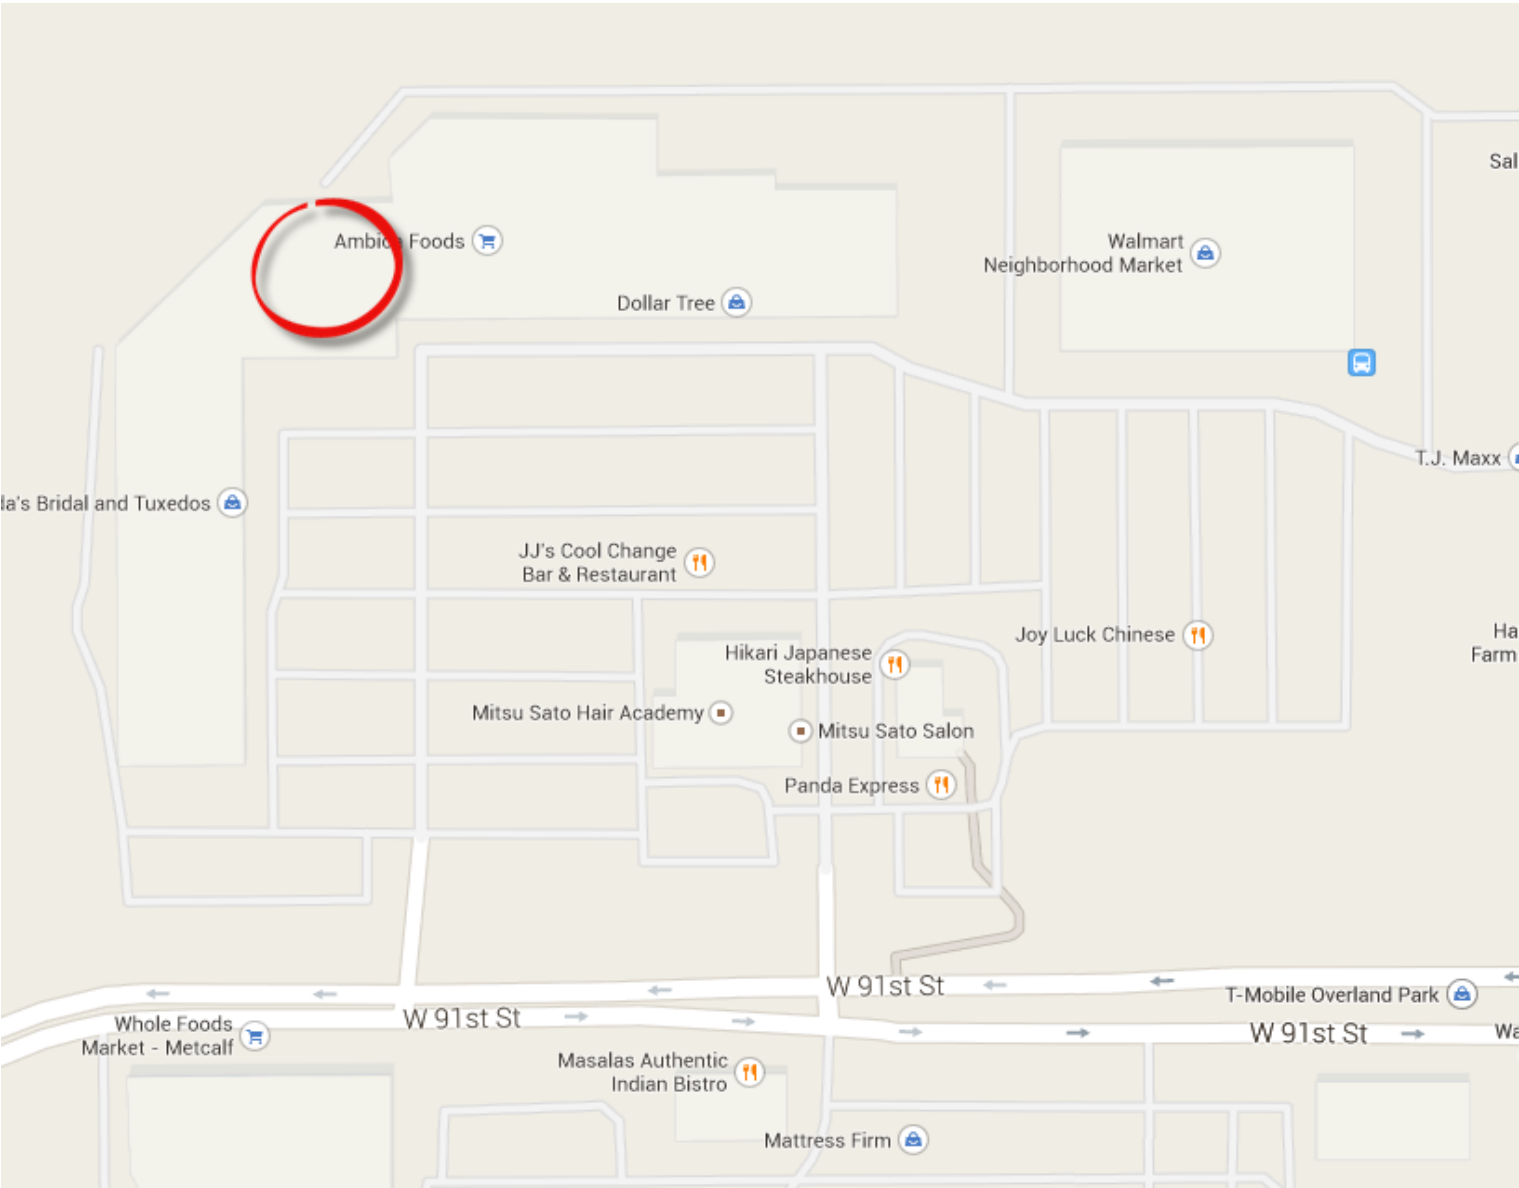 Sal
Ambica Foods
Walmart
Neighborhood Market
Dollar Tree
T.J. Maxx
da's Bridal and Tuxedos
JJ's Cool Change
Bar & Restaurant
Joy Luck Chinese
Ha
Farm
Hikari Japanese
Steakhouse
Mitsu Sato Hair Academy
Mitsu Sato Salon
Panda Express
W 91st St
T-Mobile Overland Park
W 91st St
W 91st St
Wa
Whole Foods
Market - Metcalf
Masalas Authentic
Indian Bistro
Mattress Firm